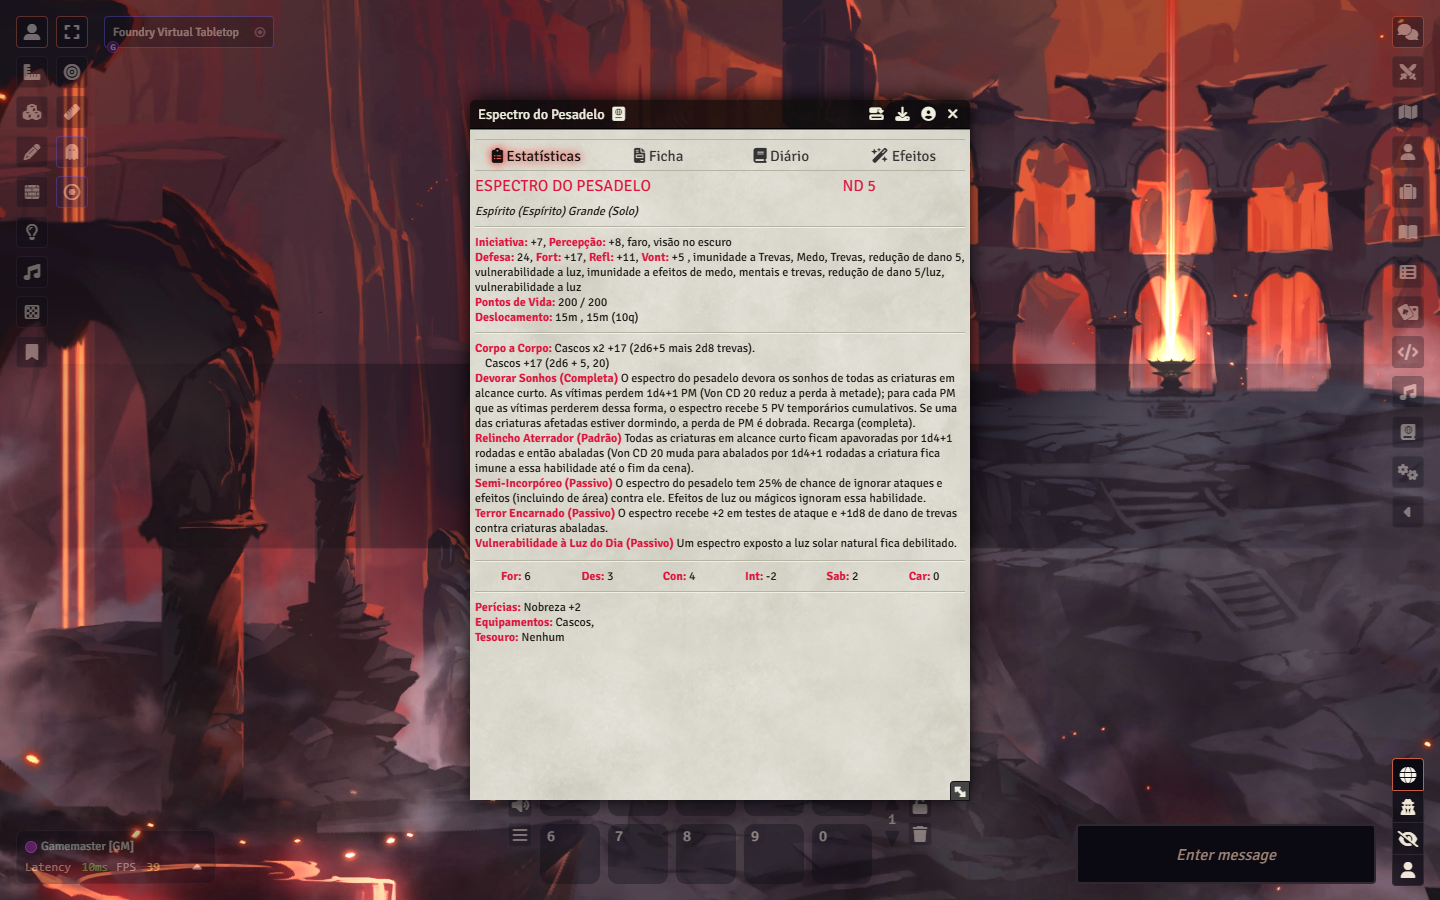 Foundry Virtual Tabletop
G
Espectro do Pesadelo
Estatísticas
Ficha
Diário
Efeitos
ESPECTRO DO PESADELO
ND 5
Espírito (Espírito) Grande (Solo)
Iniciativa: +7, Percepção: +8, faro, visão no escuro
Defesa: 24, Fort: +17, Refl: +11, Vont: +5 , imunidade a Trevas, Medo, Trevas, redução de dano 5,
vulnerabilidade a luz, imunidade a efeitos de medo, mentais e trevas, redução de dano 5/luz,
vulnerabilidade a luz
Pontos de Vida: 200 / 200
Deslocamento: 15m , 15m (10q)
Corpo a Corpo: Cascos x2 +17 (2d6+5 mais 2d8 trevas).
Cascos +17 (2d6 + 5, 20)
Devorar Sonhos (Completa) O espectro do pesadelo devora os sonhos de todas as criaturas em
alcance curto. As vítimas perdem 1d4+1 PM (Von CD 20 reduz a perda à metade); para cada PM
que as vítimas perderem dessa forma, o espectro recebe 5 PV temporários cumulativos. Se uma
das criaturas afetadas estiver dormindo, a perda de PM é dobrada. Recarga (completa).
Relincho Aterrador (Padrão) Todas as criaturas em alcance curto ficam apavoradas por 1d4+1
rodadas e então abaladas (Von CD 20 muda para abalados por 1d4+1 rodadas a criatura fica
imune a essa habilidade até o fim da cena).
Semi-Incorpóreo (Passivo) O espectro do pesadelo tem 25% de chance de ignorar ataques e
efeitos (incluindo de área) contra ele. Efeitos de luz ou mágicos ignoram essa habilidade.
Terror Encarnado (Passivo) O espectro recebe +2 em testes de ataque e +1d8 de dano de trevas
contra criaturas abaladas.
Vulnerabilidade à Luz do Dia (Passivo) Um espectro exposto a luz solar natural fica debilitado.
For: 6
Des: 3
Con: 4
Int: -2
Sab: 2
Car: 0
Perícias: Nobreza +2
Equipamentos: Cascos,
Tesouro: Nenhum
6
7
8
9
0
1
Gamemaster [GM]
Latency 10ms FPS 39
Enter message